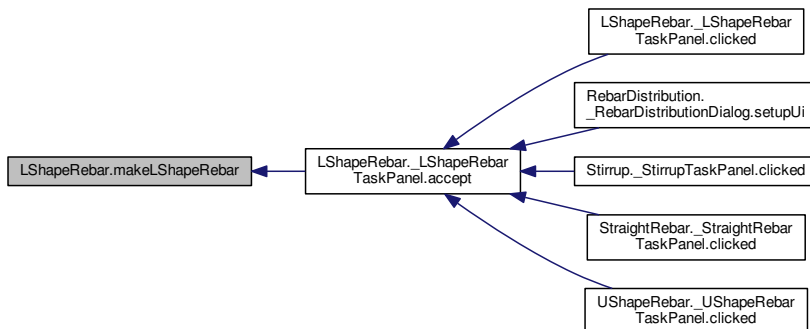 LShapeRebar._LShapeRebar
TaskPanel.clicked
RebarDistribution.
_RebarDistributionDialog.setupUi
LShapeRebar.makeLShapeRebar
LShapeRebar._LShapeRebar
TaskPanel.accept
Stirrup._StirrupTaskPanel.clicked
StraightRebar._StraightRebar
TaskPanel.clicked
UShapeRebar._UShapeRebar
TaskPanel.clicked